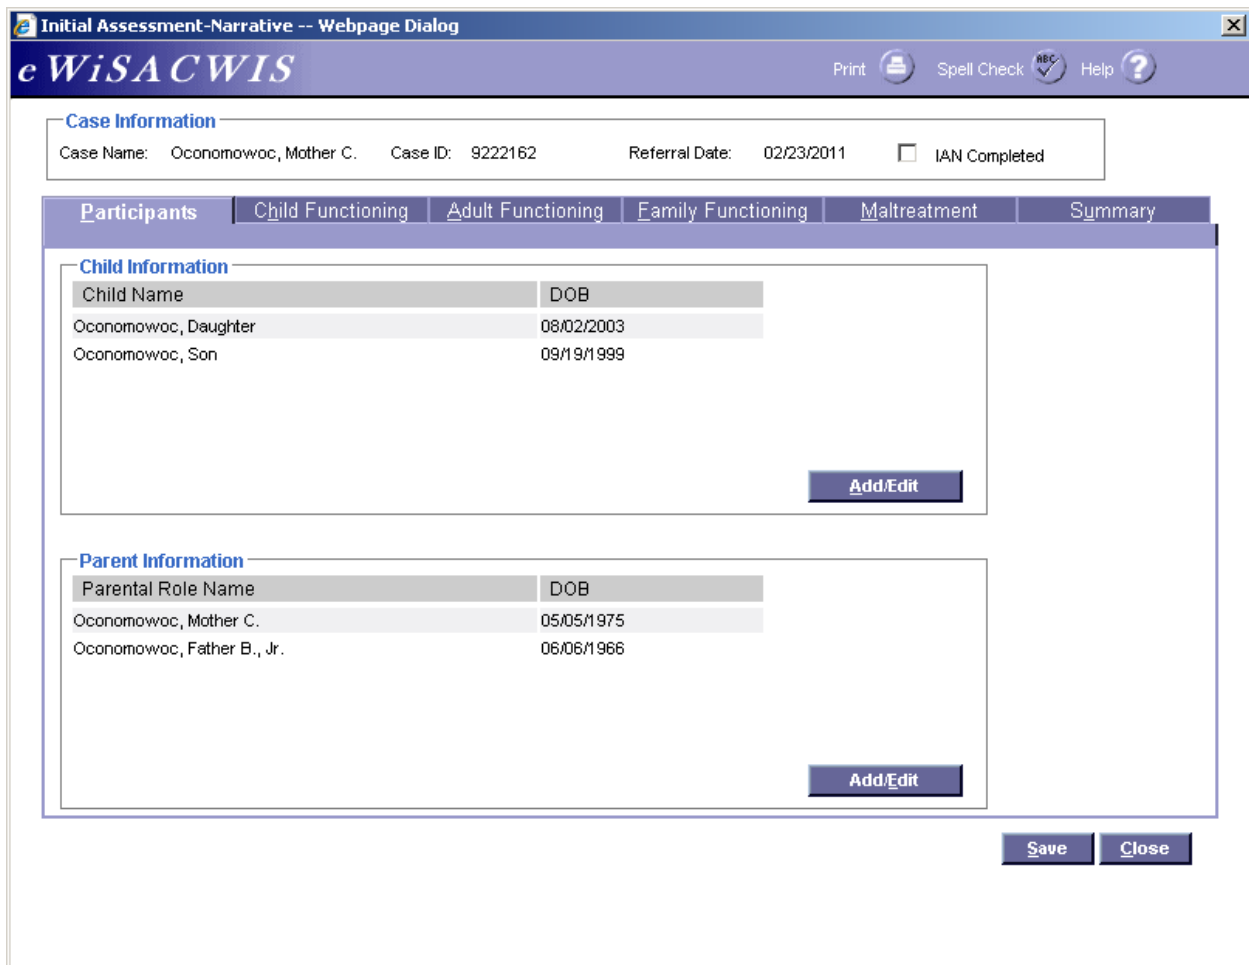 Initial Assessment-Narrative -- Webpage Dialog
e WiSACWIS Print Spell Check ABC Help ?
Case Information
Case Name: Oconomowoc, Mother C. Case ID: 9222162 Referral Date: 02/23/2011 IAN Completed
Participants Child Functioning Adult Functioning Family Functioning Maltreatment Summary
Child Information
Child Name DOB
Oconomowoc, Daughter 08/02/2003
Oconomowoc, Son 09/19/1999
Add/Edit
Parent Information
Parental Role Name DOB
Oconomowoc, Mother C. 05/05/1975
Oconomowoc, Father B., Jr. 06/06/1966
Add/Edit
Save Close